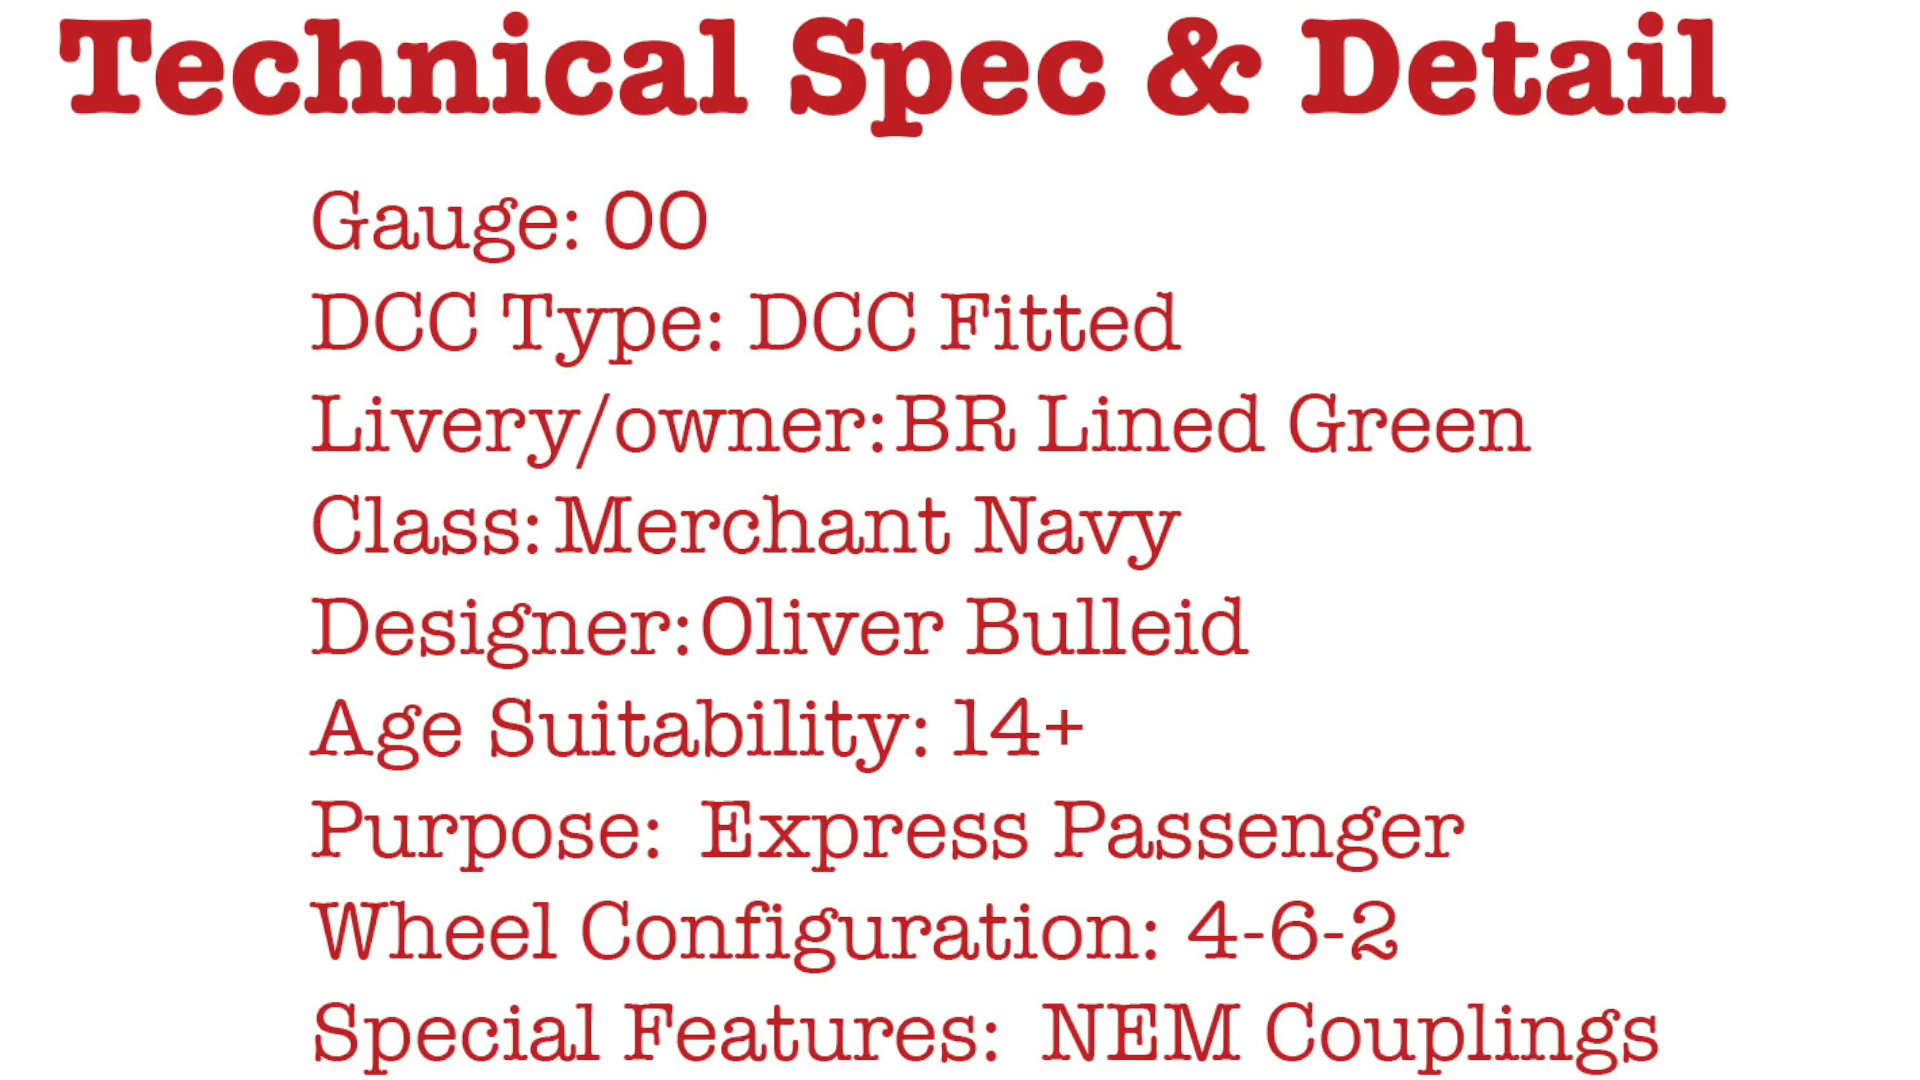 Technical Spec & Detail
Gauge: OO
DCC Type: DCC Fitted
Livery/owner: BR Lined Green
Class: Merchant Navy
Designer: Oliver Bulleid
Age Suitability: 14+
Purpose: Express Passenger
Wheel Configuration: 4-6-2
Special Features: NEM Couplings